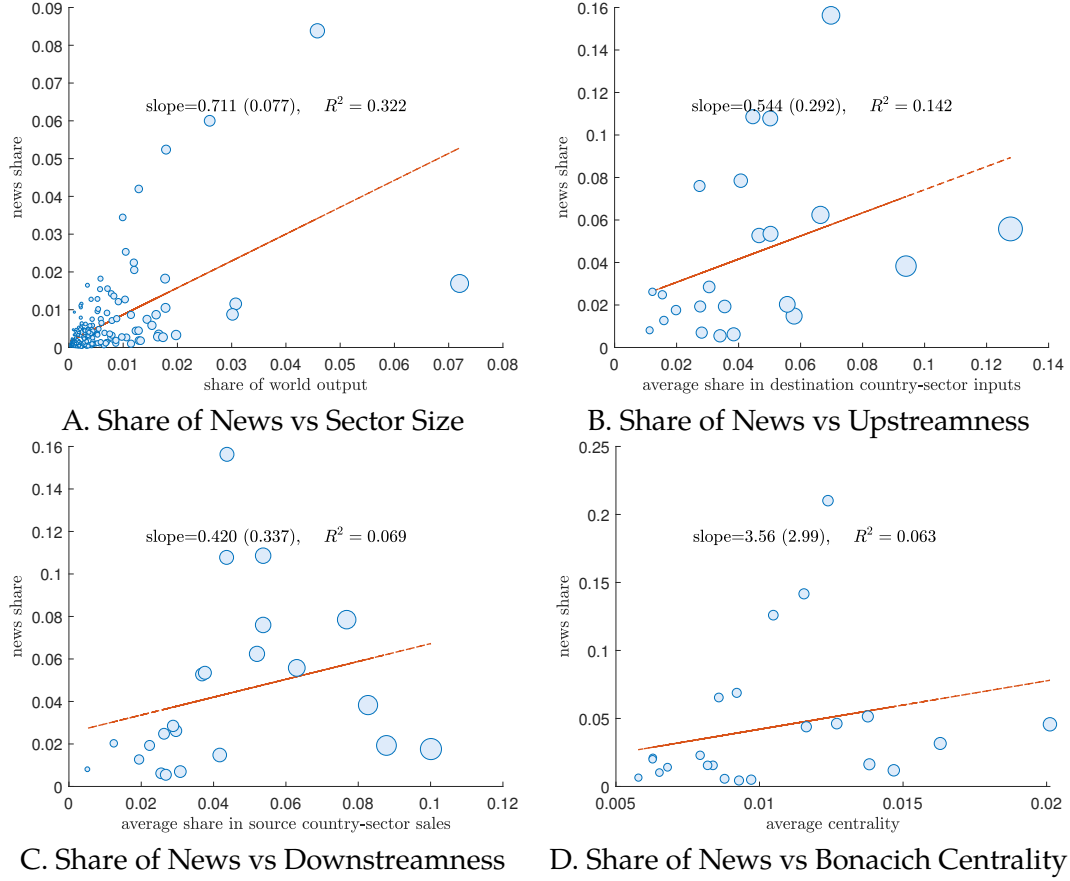 0.09
0.08
0.07
0.06
0.05
0.04
0.03
0.02
0.01
0
news share
slope=0.711 (0.077), R² = 0.322
0 0.01 0.02 0.03 0.04 0.05 0.06 0.07 0.08
share of world output
A. Share of News vs Sector Size
0.16
0.14
0.12
0.1
0.08
0.06
0.04
0.02
0
news share
slope=0.544 (0.292), R² = 0.142
0 0.02 0.04 0.06 0.08 0.1 0.12 0.14
average share in destination country-sector inputs
B. Share of News vs Upstreamness
0.16
0.14
0.12
0.1
0.08
0.06
0.04
0.02
0
news share
slope=0.420 (0.337), R² = 0.069
0 0.02 0.04 0.06 0.08 0.1 0.12
average share in source country-sector sales
C. Share of News vs Downstreamness
0.25
0.2
0.15
0.1
0.05
0
news share
slope=3.56 (2.99), R² = 0.063
0.005 0.01 0.015 0.02
average centrality
D. Share of News vs Bonacich Centrality